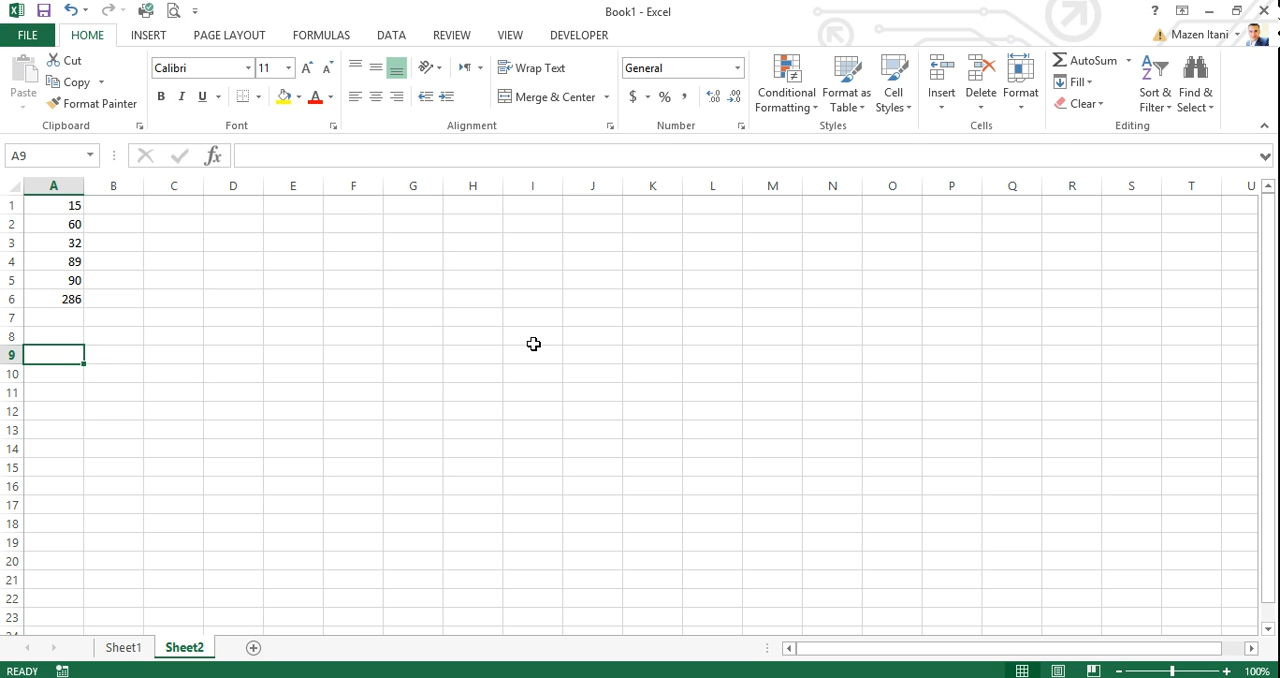 Book1 - Excel
?
FILE HOME INSERT PAGE LAYOUT FORMULAS DATA REVIEW VIEW DEVELOPER Mazen Itani
Paste
Cut
Copy
Format Painter
Clipboard
Calibri 11
B I U A
Font
Wrap Text
Merge & Center
Alignment
General
$ % ,
Number
Conditional Formatting
Format as Table
Cell Styles
Styles
Insert
Delete
Format
Cells
AutoSum
Fill
Clear
Sort & Filter
Find & Select
Editing
A9 fx
A B C D E F G H I J K L M N O P Q R S T U
1 15
2 60
3 32
4 89
5 90
6 286
7
8
9
10
11
12
13
14
15
16
17
18
19
20
21
22
23
Sheet1 Sheet2
READY 100%